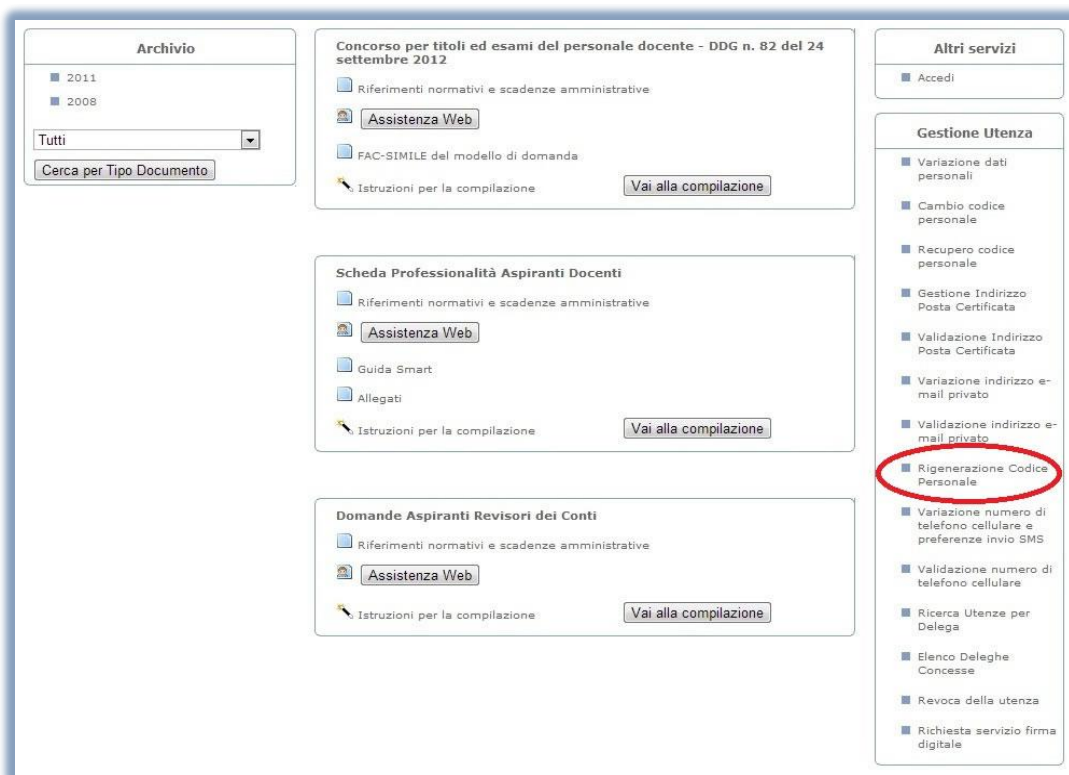 Archivio
2011
2008
Tutti
Cerca per Tipo Documento
Concorso per titoli ed esami del personale docente - DDG n. 82 del 24
settembre 2012
Riferimenti normativi e scadenze amministrative
Assistenza Web
FAC-SIMILE del modello di domanda
Istruzioni per la compilazione
Vai alla compilazione
Scheda Professionalità Aspiranti Docenti
Riferimenti normativi e scadenze amministrative
Assistenza Web
Guida Smart
Allegati
Istruzioni per la compilazione
Vai alla compilazione
Domande Aspiranti Revisori dei Conti
Riferimenti normativi e scadenze amministrative
Assistenza Web
Istruzioni per la compilazione
Vai alla compilazione
Altri servizi
Accedi
Gestione Utenza
Variazione dati
personali
Cambio codice
personale
Recupero codice
personale
Gestione Indirizzo
Posta Certificata
Validazione Indirizzo
Posta Certificata
Variazione indirizzo e-
mail privato
Validazione indirizzo e-
mail privato
Rigenerazione Codice
Personale
Variazione numero di
telefono cellulare e
preferenze invio SMS
Validazione numero di
telefono cellulare
Ricerca Utenze per
Delega
Elenco Deleghe
Concesse
Revoca della utenza
Richiesta servizio firma
digitale